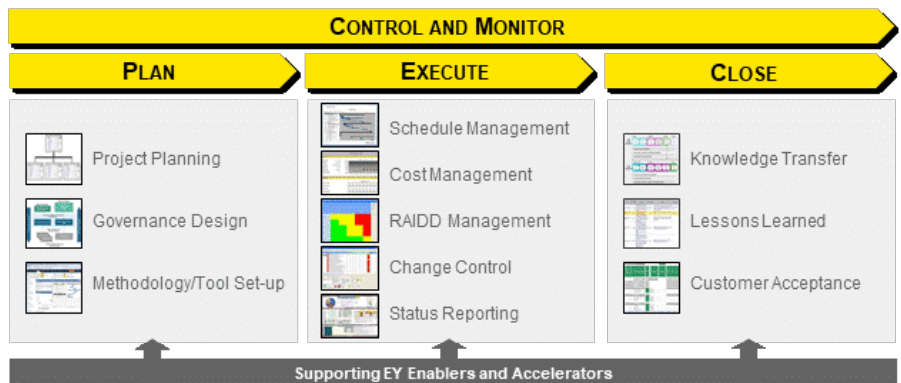 CONTROL AND MONITOR
PLAN
EXECUTE
CLOSE
Project Planning
Governance Design
Methodology/Tool Set-up
Schedule Management
Cost Management
RAIDD Management
Change Control
Status Reporting
Knowledge Transfer
Lessons Learned
Customer Acceptance
Supporting EY Enablers and Accelerators